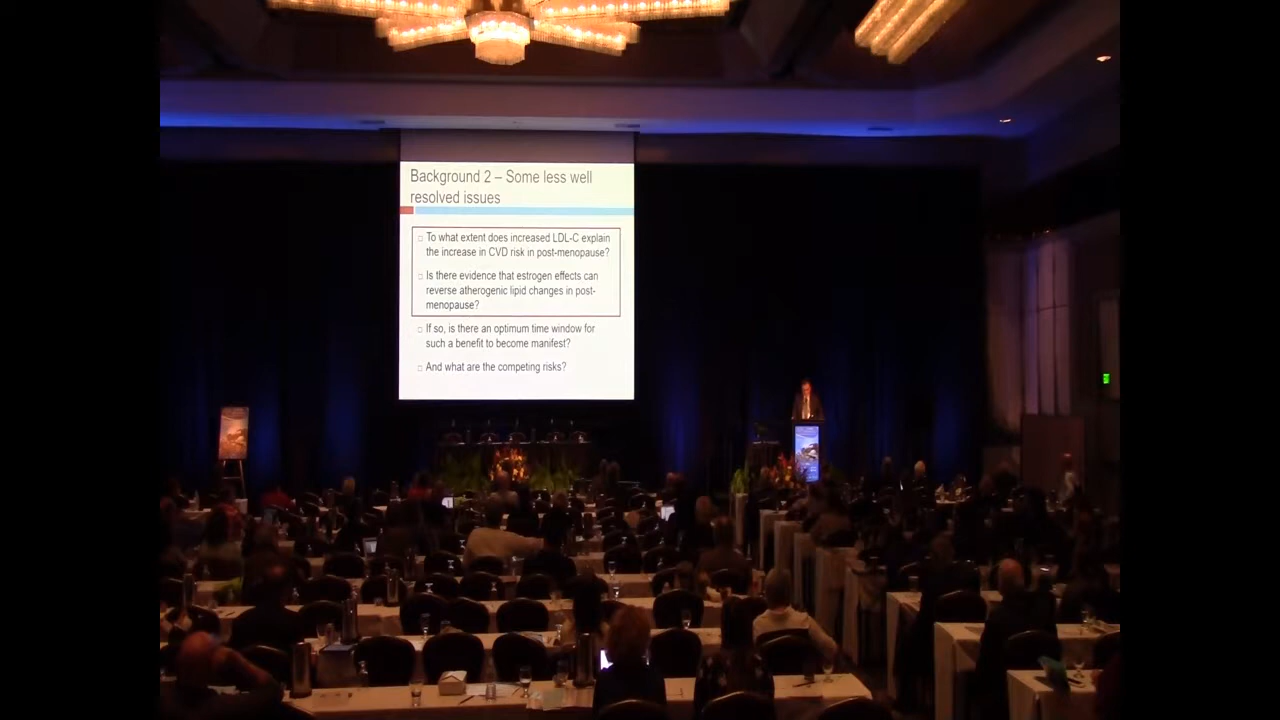 Background 2 – Some less well
resolved issues
To what extent does increased LDL-C explain
the increase in CVD risk in post-menopause?
Is there evidence that estrogen effects can
reverse atherogenic lipid changes in post-
menopause?
If so, is there an optimum time window for
such a benefit to become manifest?
And what are the competing risks?